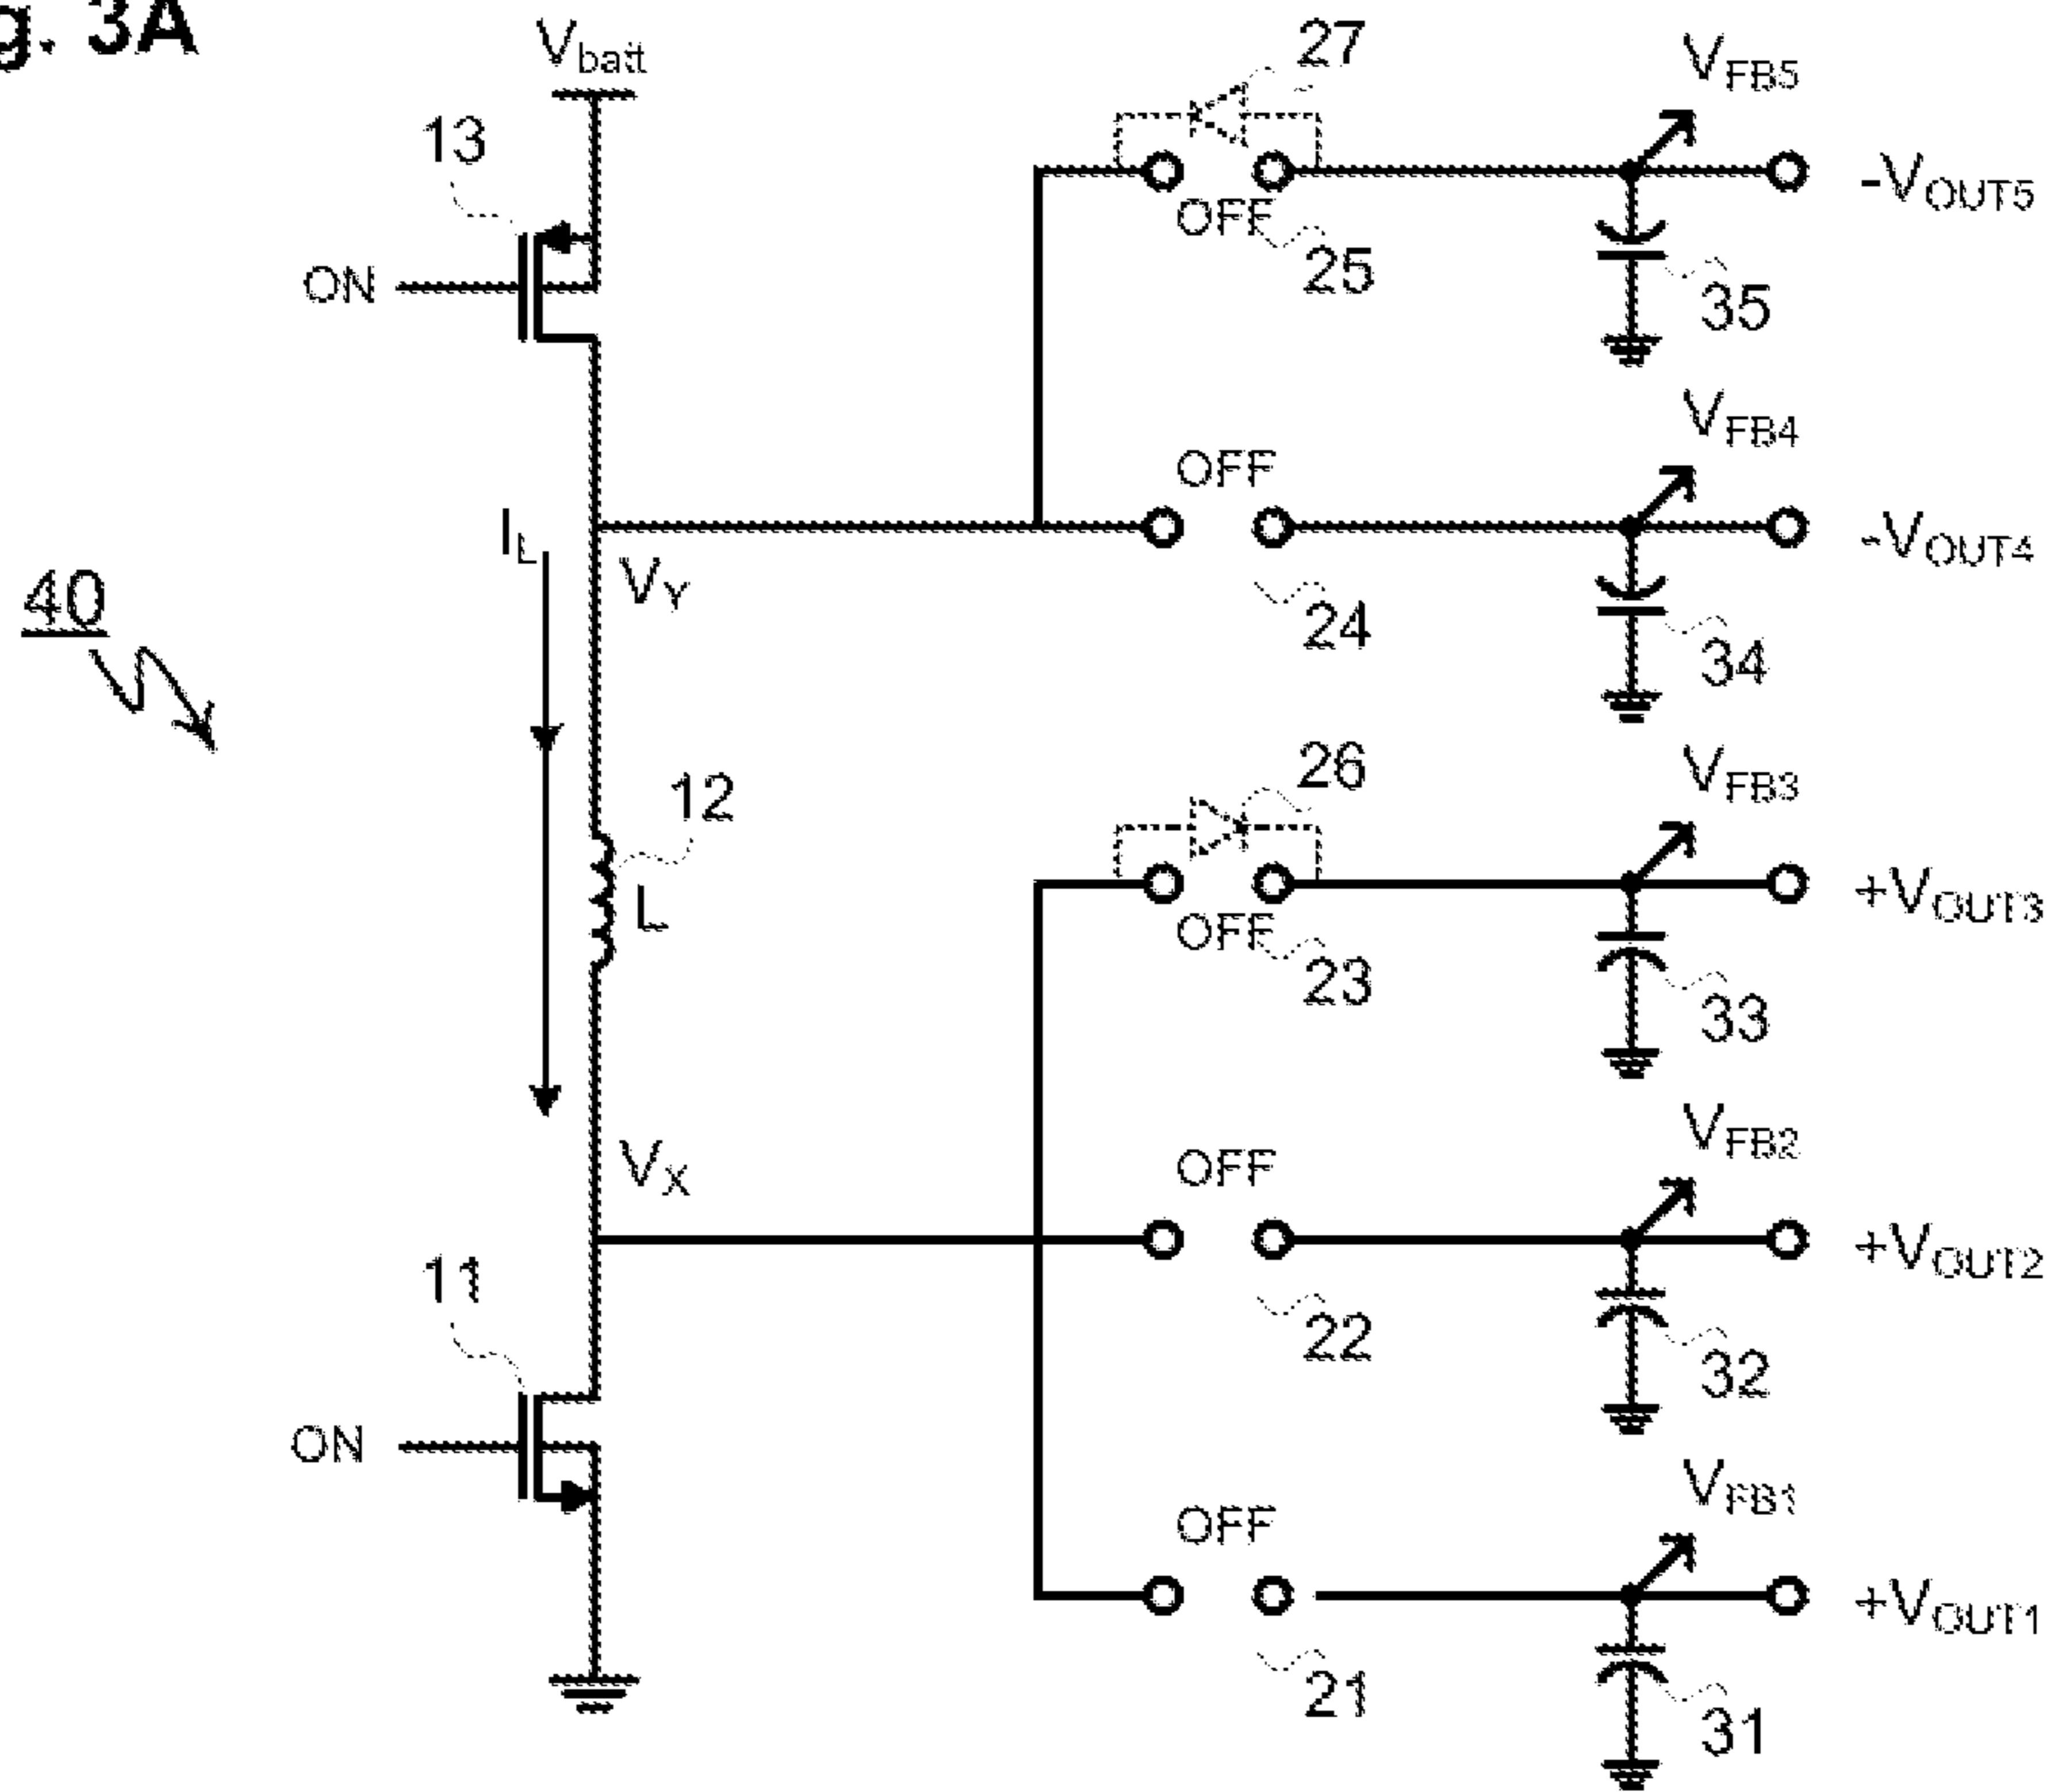 g. 3A
Vbatt
27
VFB5
13
-VOUT5
OFF
25
ON
35
VFB4
OFF
IL
-VOUT4
VY
40
24
34
26
VFB3
12
L
+VOUT3
OFF
23
33
VFB2
VX
OFF
11
+VOUT2
22
32
ON
VFB1
OFF
+VOUT1
21
31